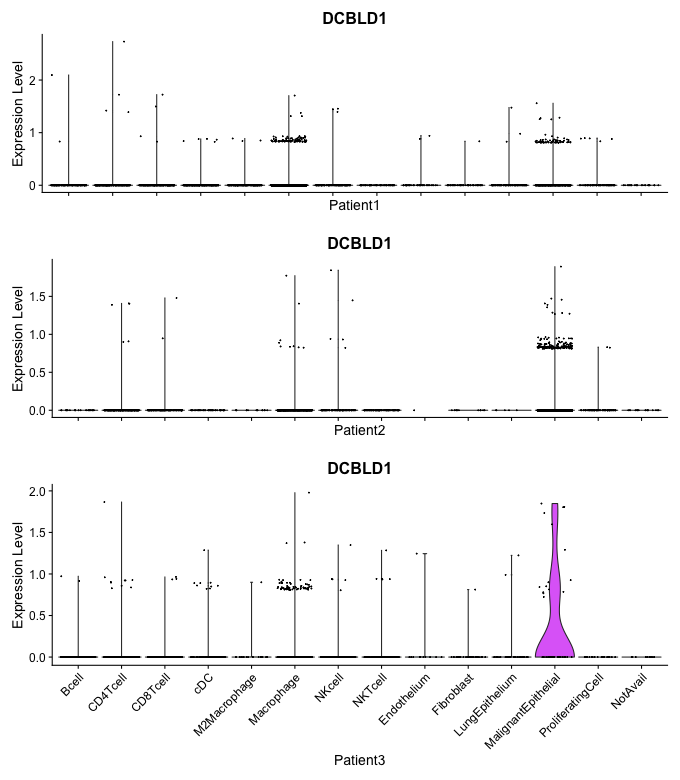 DCBLD1
Expression Level
2
1
0
Patient1
DCBLD1
Expression Level
1.5
1.0
0.5
0.0
Patient2
DCBLD1
Expression Level
2.0
1.5
1.0
0.5
0.0
Bcell
CD4Tcell
CD8Tcell
cDC
M2Macrophage
Macrophage
NKcell
NKTcell
Endothelium
Fibroblast
LungEpithelium
MalignantEpithelial
ProliferatingCell
NotAvail
Patient3